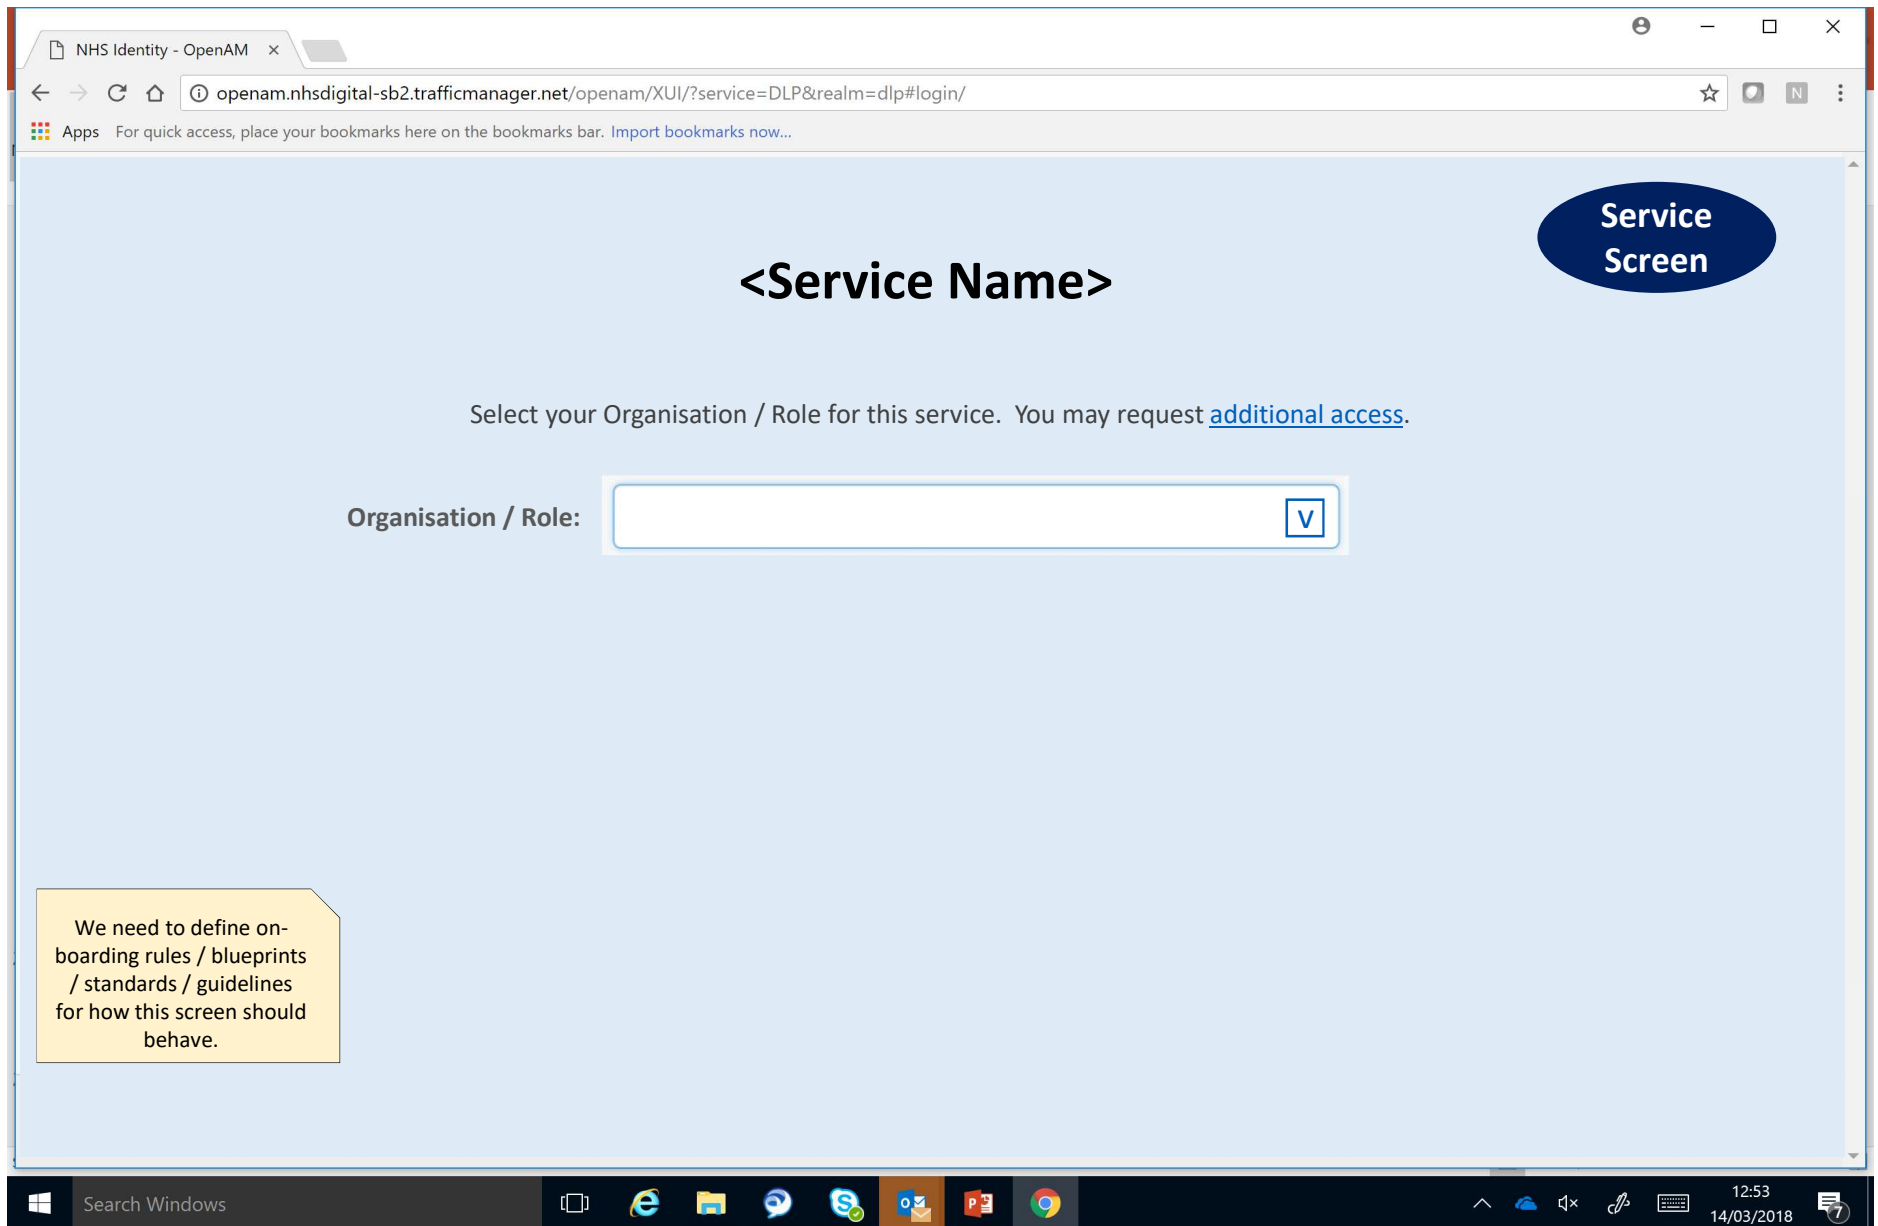 NHS Identity - OpenAM
openam.nhsdigital-sb2.trafficmanager.net/openam/XUI/?service=DLP&realm=dlp#login/
N
Apps For quick access, place your bookmarks here on the bookmarks bar. Import bookmarks now...
Service
Screen
<Service Name>
Select your Organisation / Role for this service. You may request additional access.
Organisation / Role:
V
We need to define on-
boarding rules / blueprints
/ standards / guidelines
for how this screen should
behave.
Search Windows
12:53
14/03/2018
7